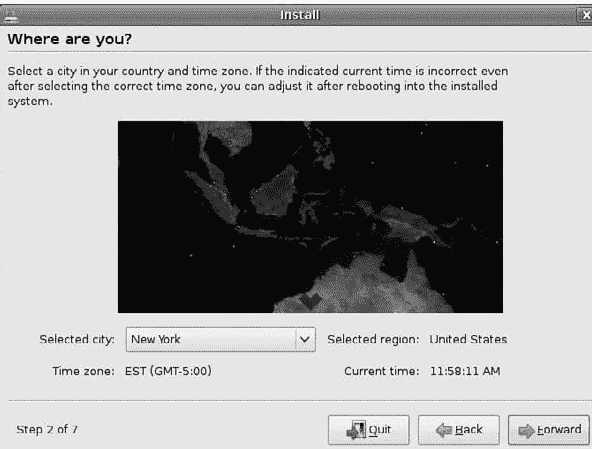 Install
Where are you?
Select a city in your country and time zone. If the indicated current time is incorrect even
after selecting the correct time zone, you can adjust it after rebooting into the installed
system.
Selected city: New York Selected region: United States
Time zone: EST (GMT-5:00) Current time: 11:58:11 AM
Step 2 of 7 Quit Back Forward